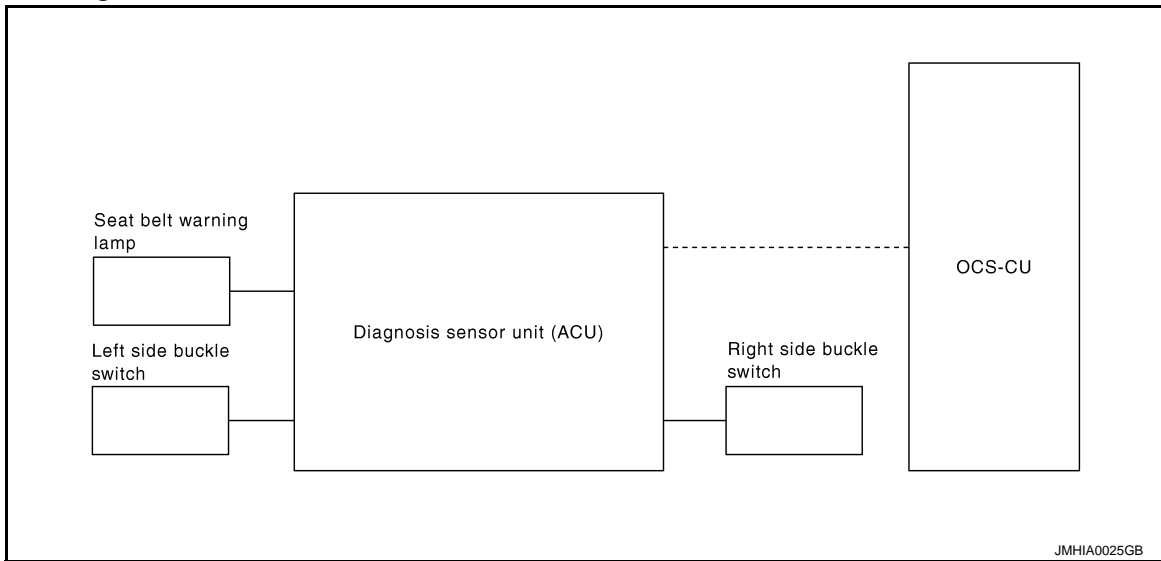 Seat belt warning
lamp
Left side buckle
switch
Diagnosis sensor unit (ACU)
Right side buckle
switch
OCS-CU
JMHIA0025GB